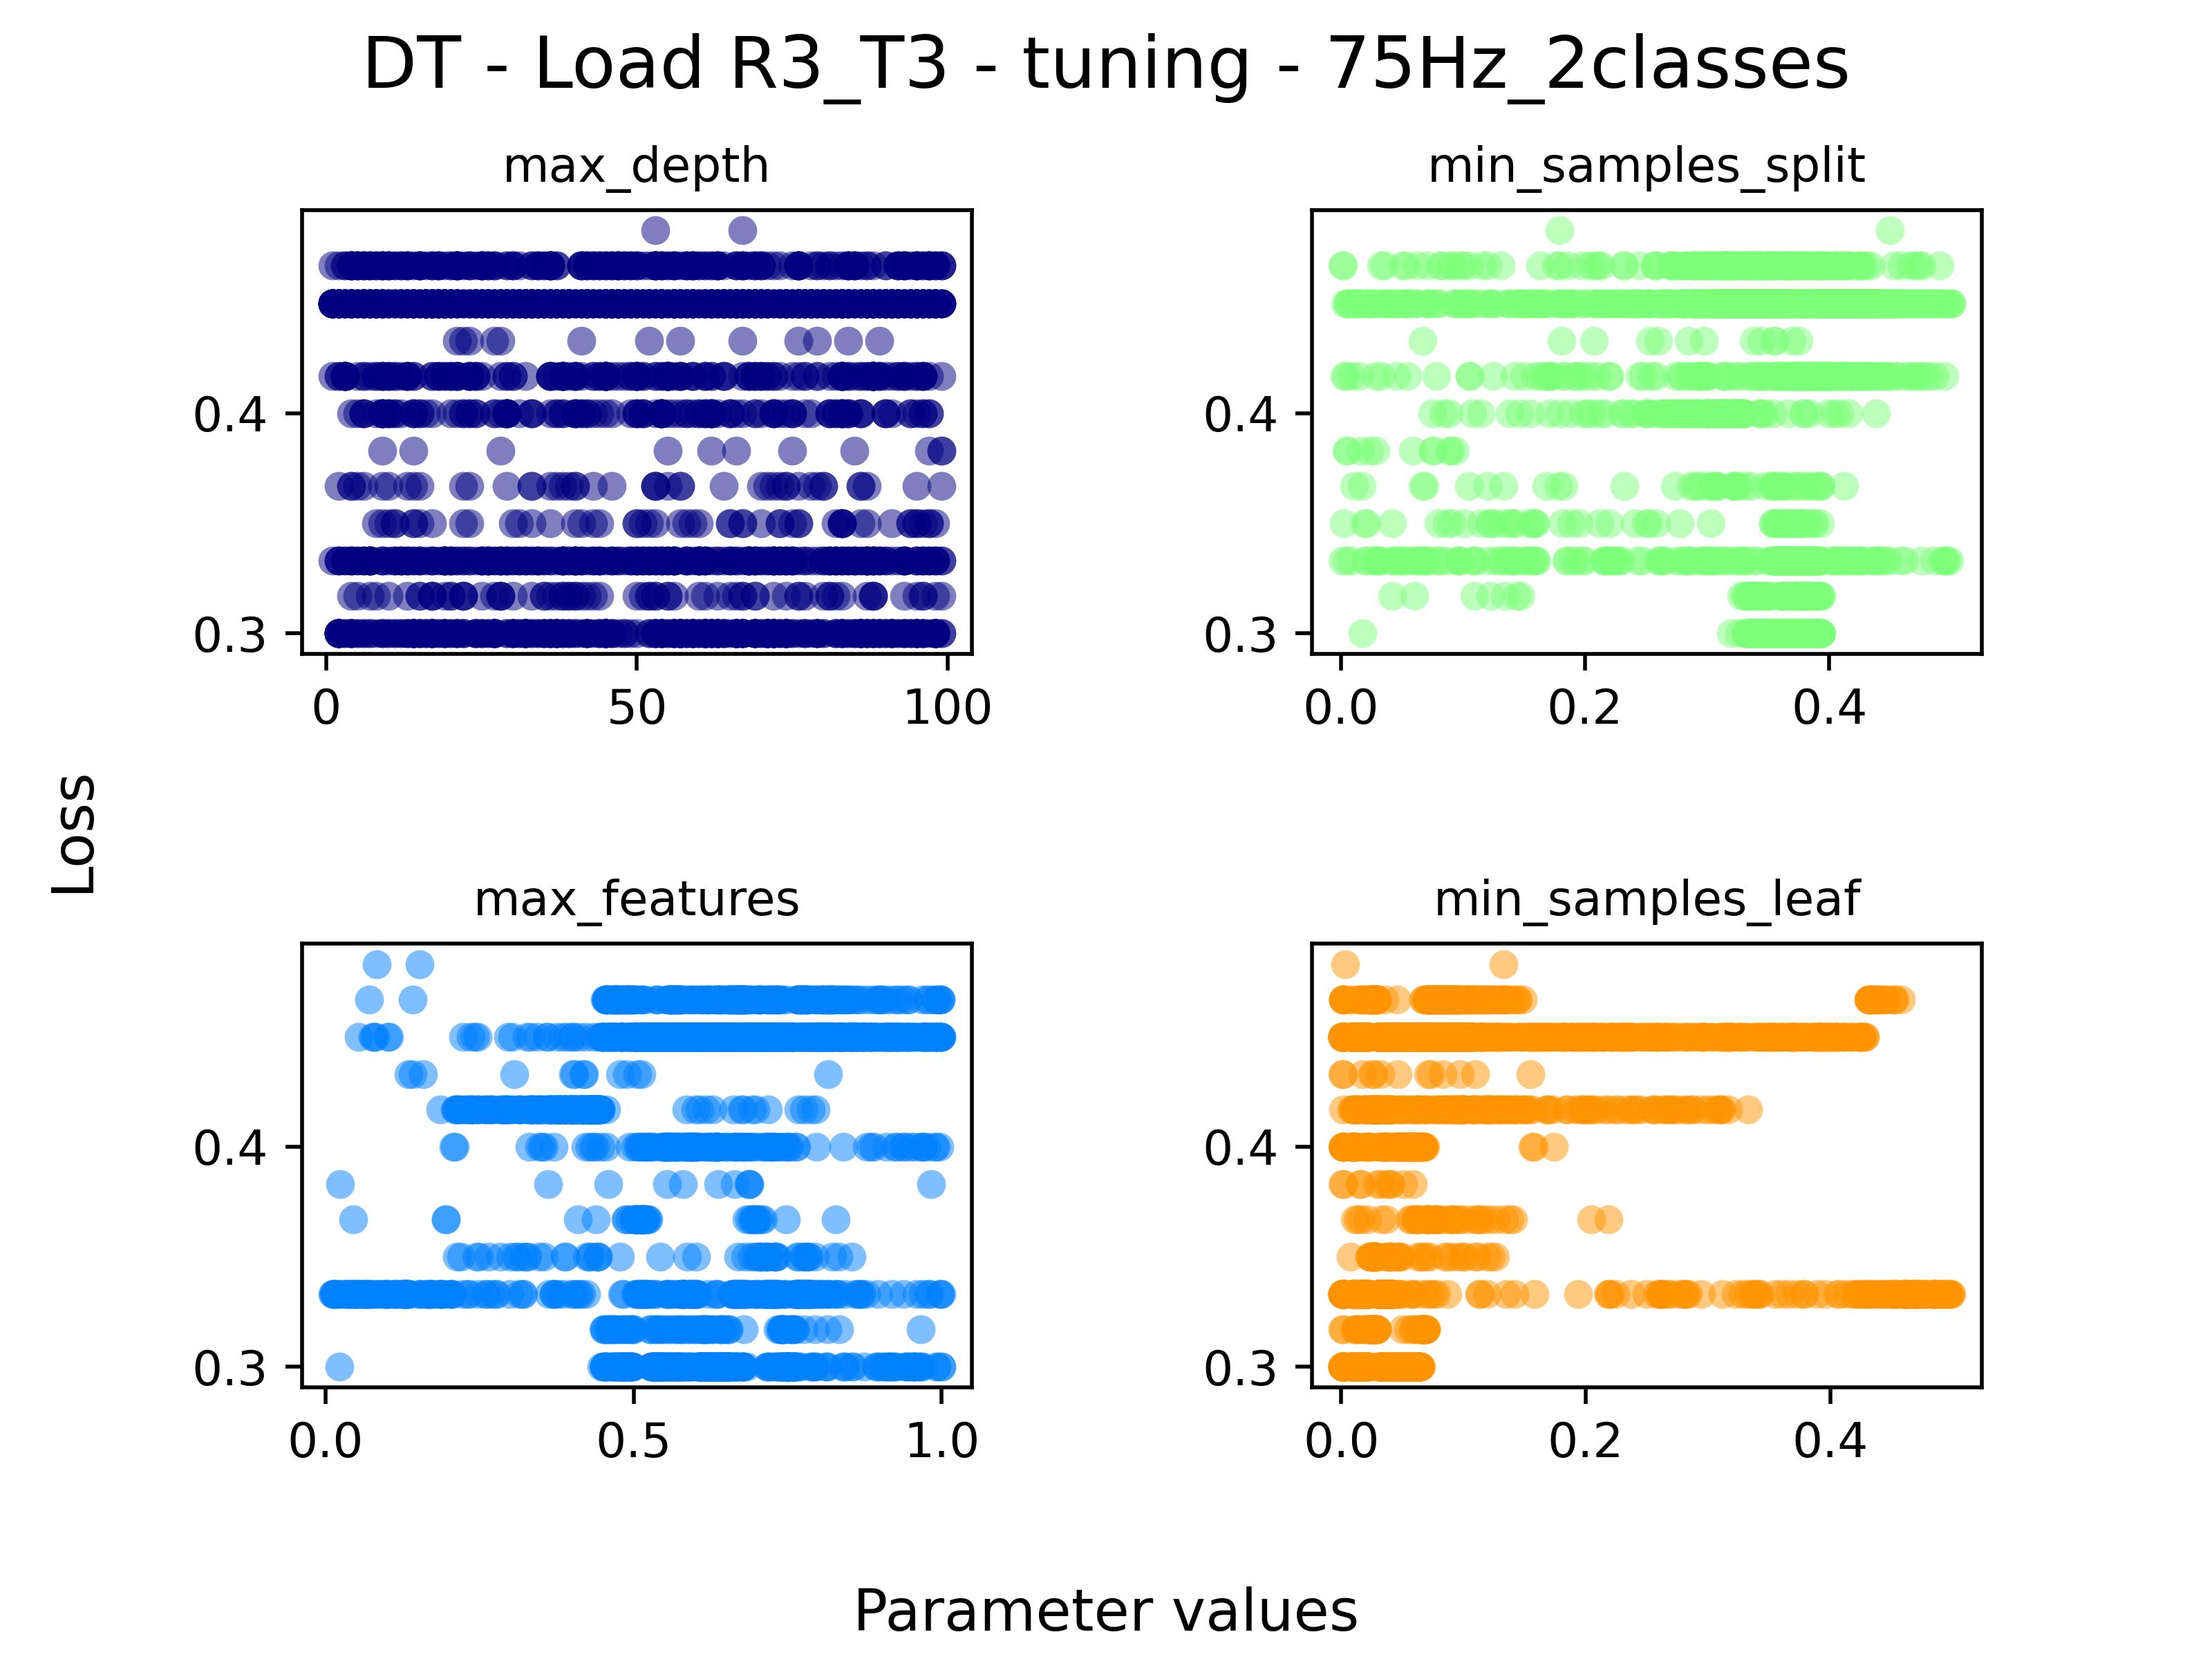 DT - Load R3_T3 - tuning - 75Hz_2classes
max_depth
min_samples_split
0.4
0.3
0 50 100
0.4
0.3
0.0 0.2 0.4
Loss
max_features
min_samples_leaf
0.4
0.3
0.0 0.5 1.0
0.4
0.3
0.0 0.2 0.4
Parameter values